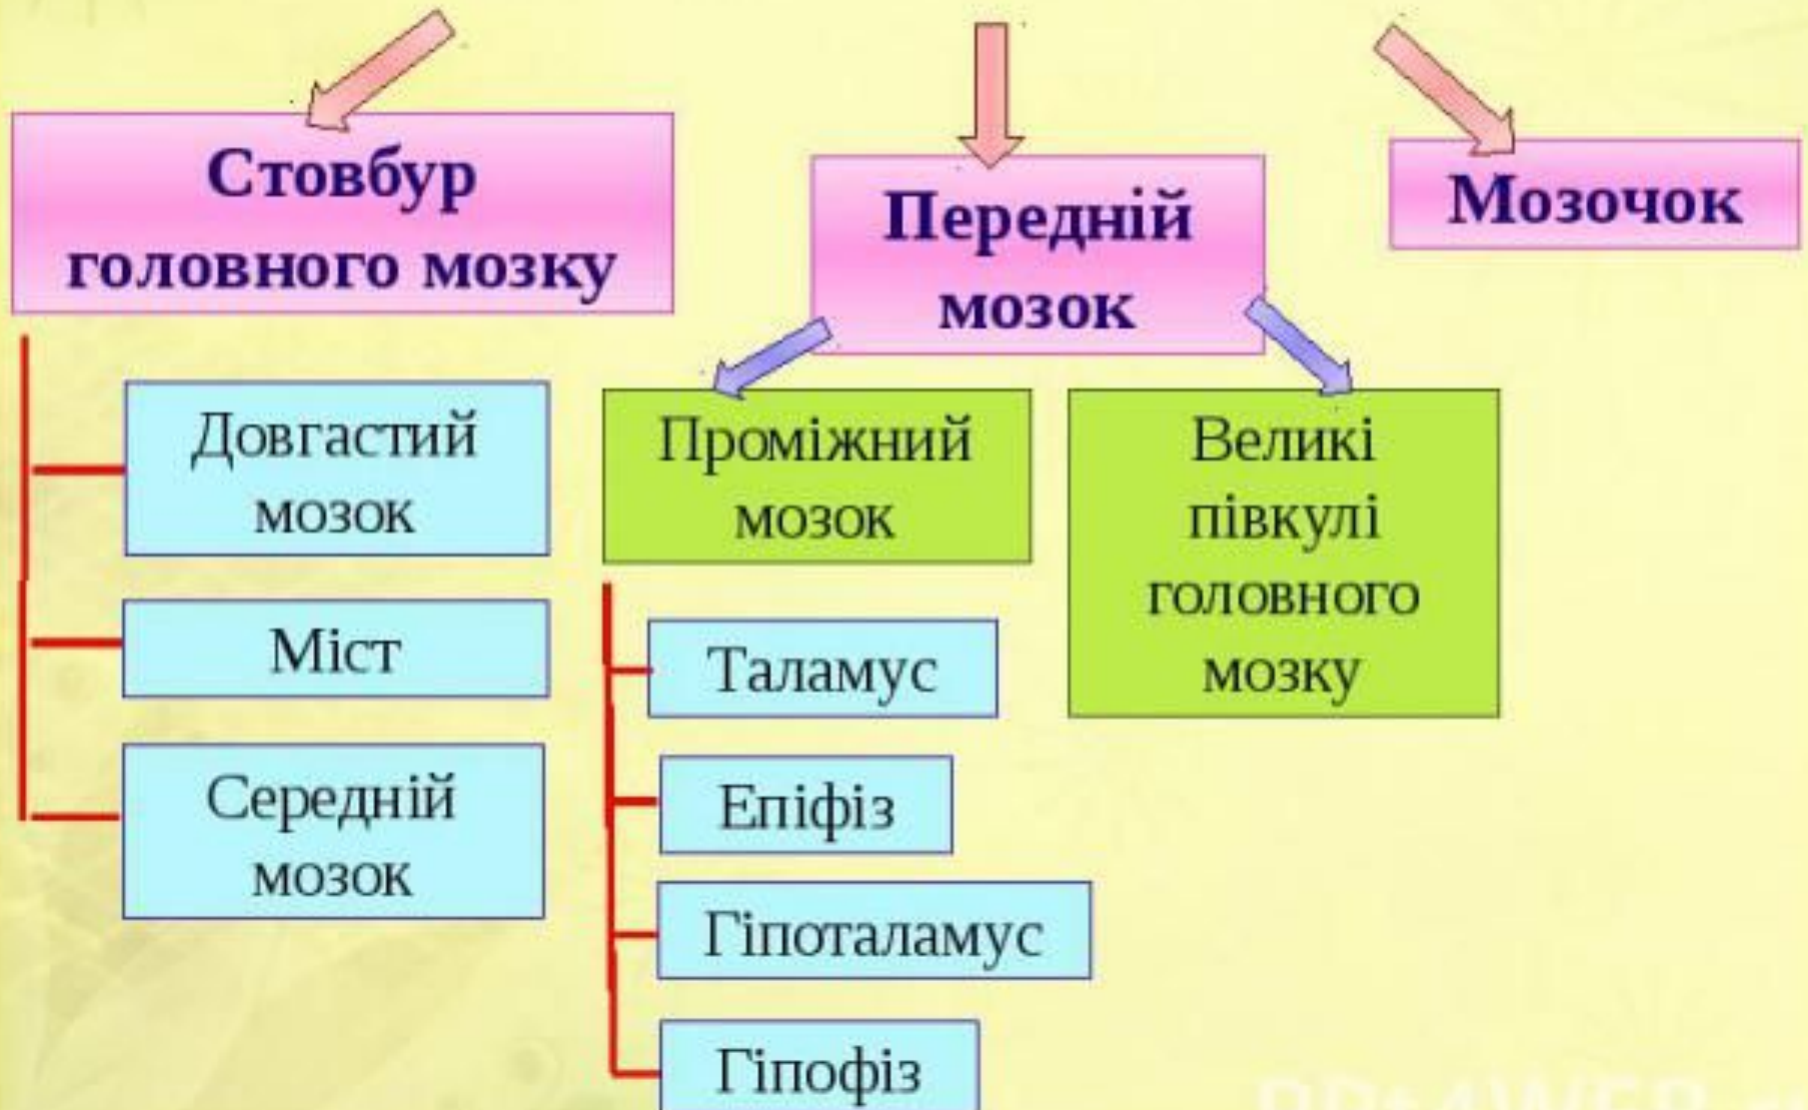 Стовбур
головного мозку
Передній
мозок
Мозочок
Довгастий
мозок
Міст
Середній
мозок
Проміжний
мозок
Таламус
Епіфіз
Гіпоталамус
Гіпофіз
Великі
півкулі
головного
мозку